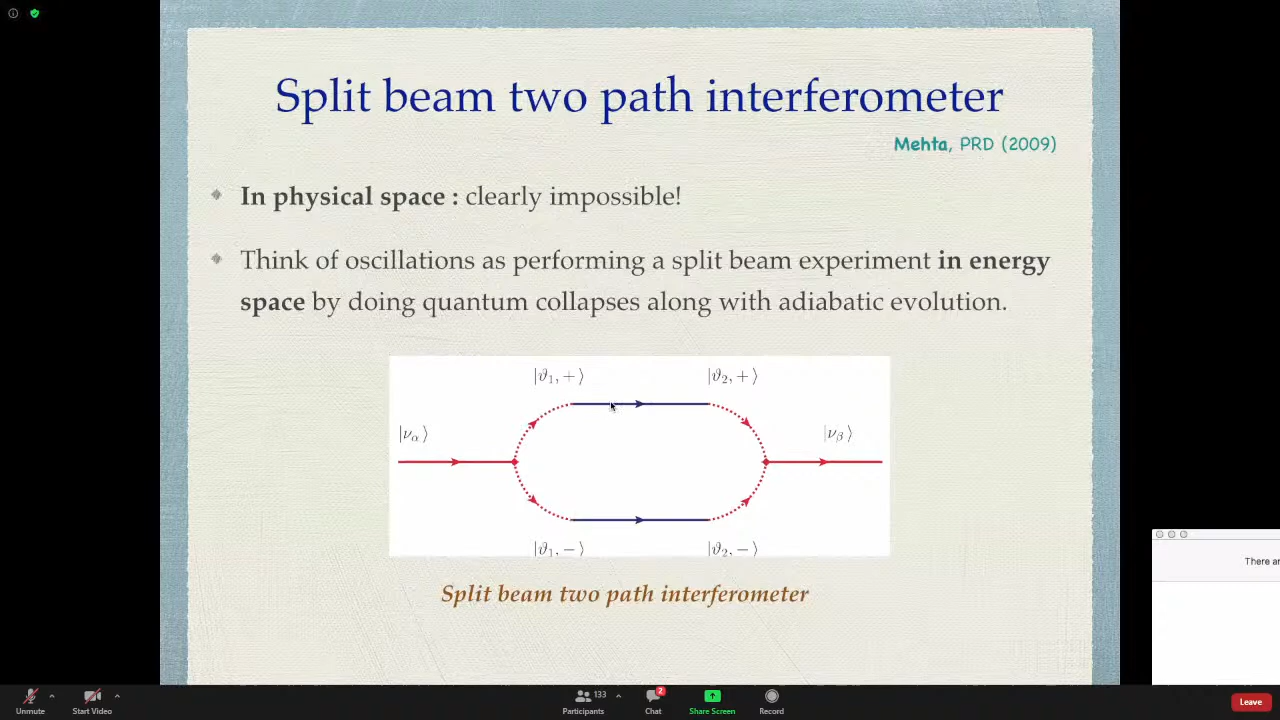 Split beam two path interferometer
Mehta, PRD (2009)
In physical space : clearly impossible!
Think of oscillations as performing a split beam experiment in energy
space by doing quantum collapses along with adiabatic evolution.
|ϑ₁, +⟩ |ϑ₂, +⟩
|να⟩ |νβ⟩
|ϑ₁, −⟩ |ϑ₂, −⟩
Split beam two path interferometer
There ar
Unmute Start Video 133 Participants 2 Chat Share Screen Record Leave